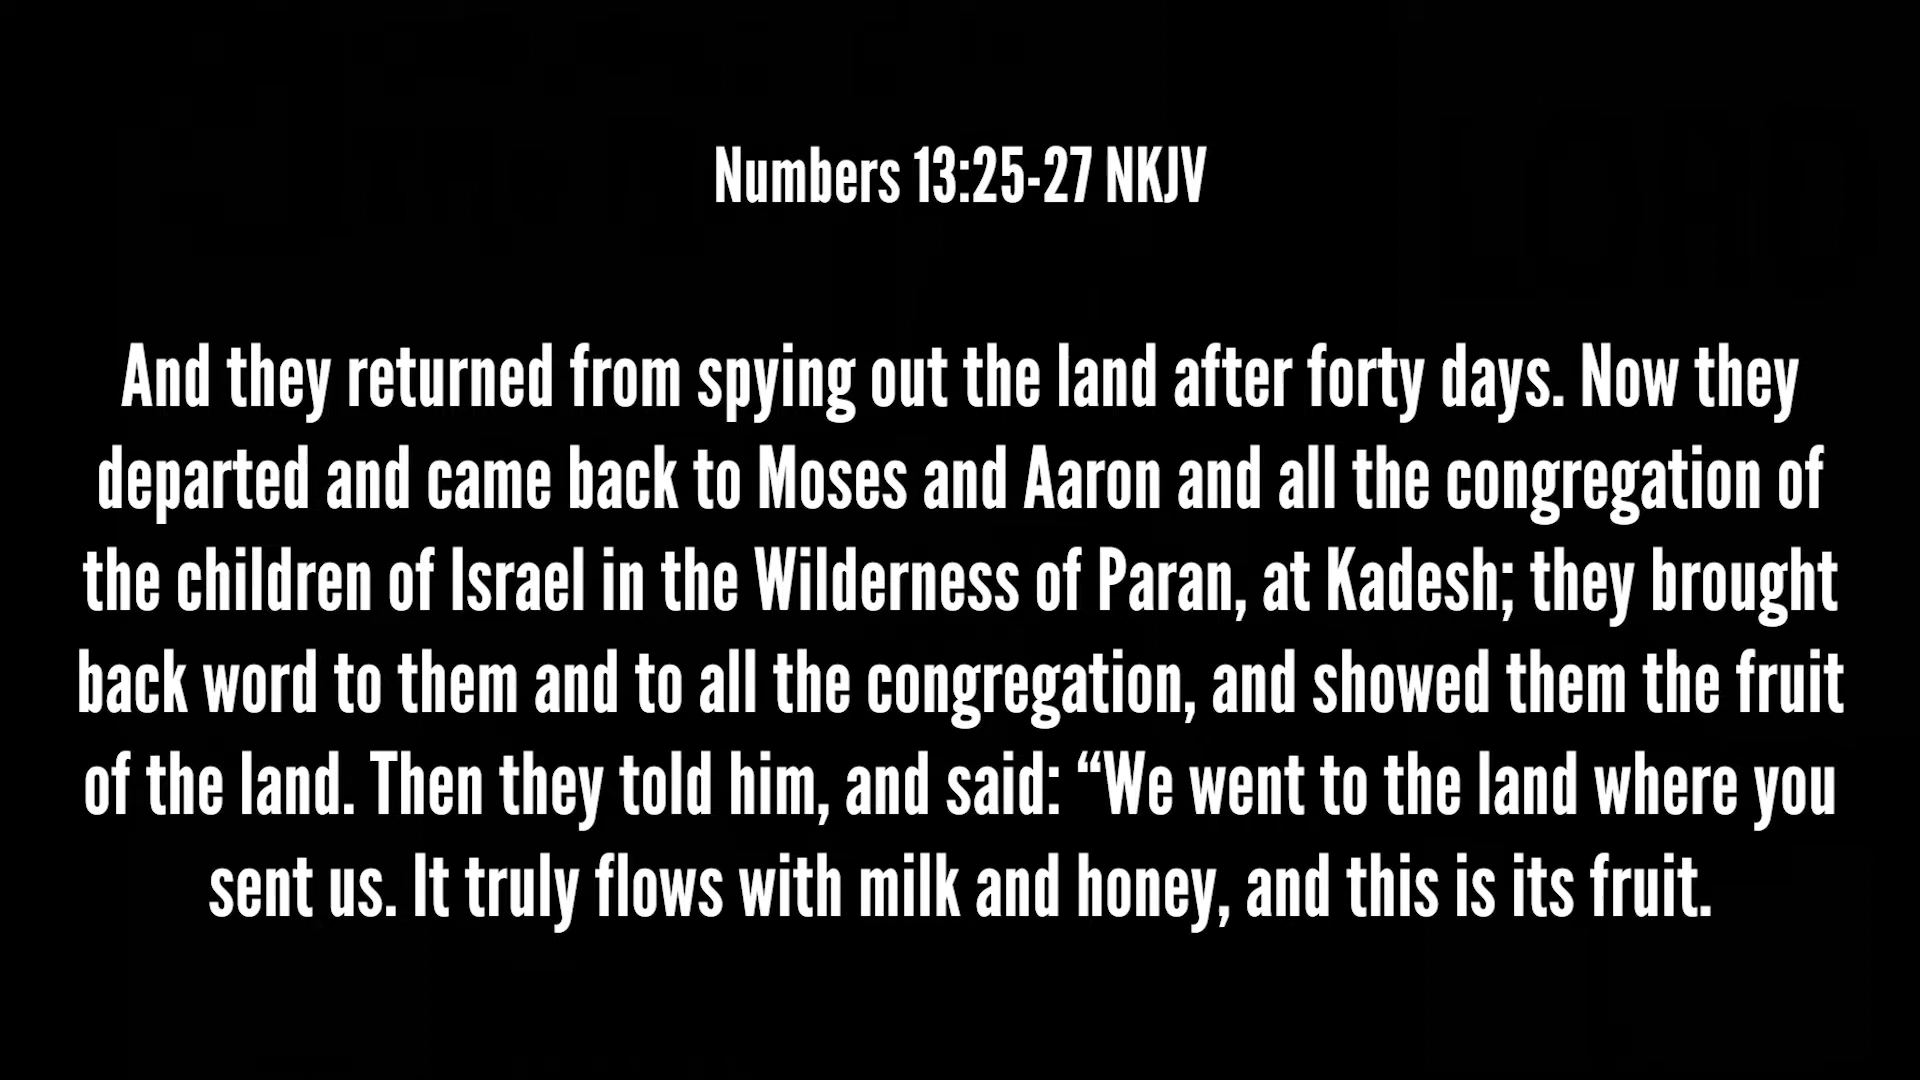 Numbers 13:25-27 NKJV
And they returned from spying out the land after forty days. Now they
departed and came back to Moses and Aaron and all the congregation of
the children of Israel in the Wilderness of Paran, at Kadesh; they brought
back word to them and to all the congregation, and showed them the fruit
of the land. Then they told him, and said: “We went to the land where you
sent us. It truly flows with milk and honey, and this is its fruit.